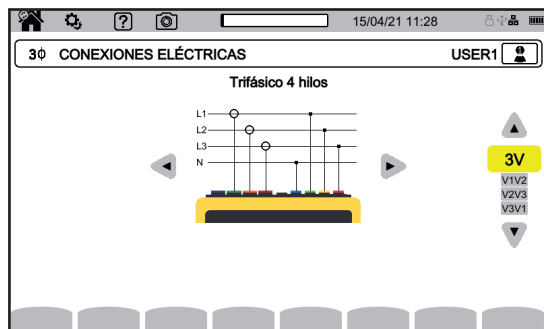 ? 15/04/21 11:28
3ϕ CONEXIONES ELÉCTRICAS USER1
Trifásico 4 hilos
L1
L2
L3
N
3V
V1V2
V2V3
V3V1